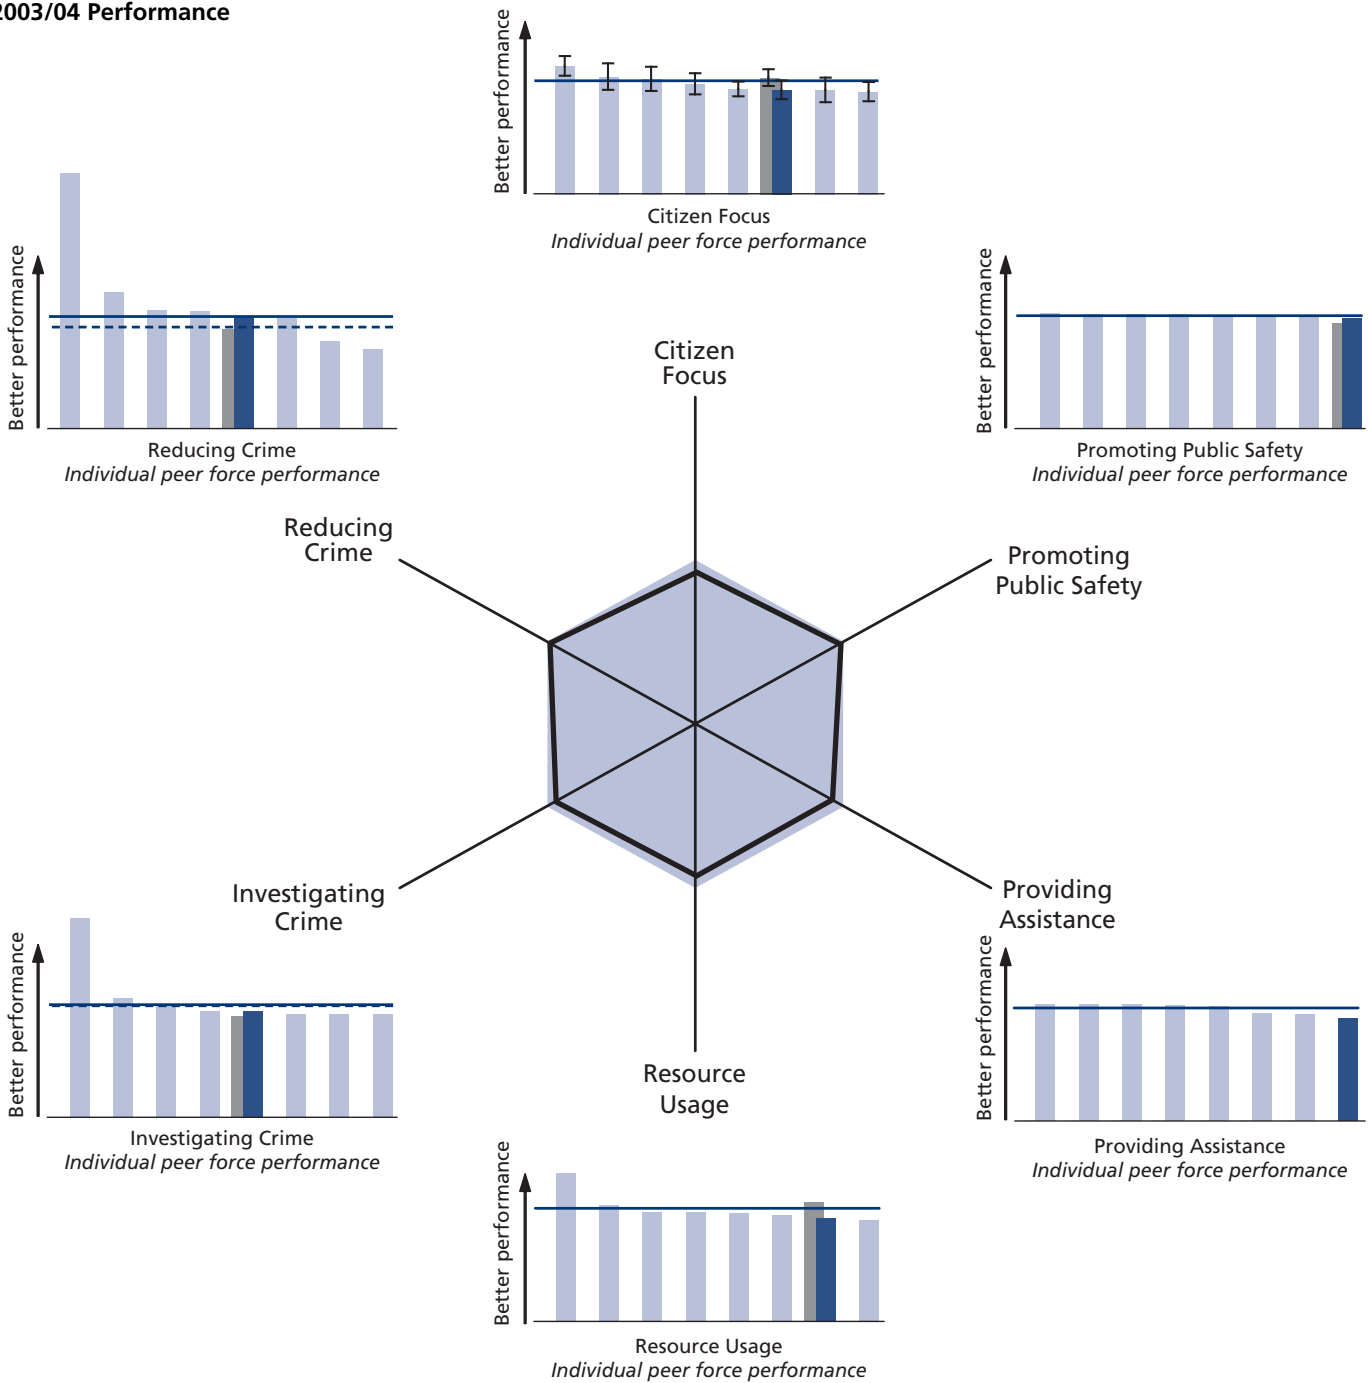 2003/04 Performance
Better performance
Citizen Focus
Individual peer force performance
Better performance
Reducing Crime
Individual peer force performance
Better performance
Promoting Public Safety
Individual peer force performance
Citizen
Focus
Reducing
Crime
Promoting
Public Safety
Investigating
Crime
Providing
Assistance
Resource
Usage
Better performance
Investigating Crime
Individual peer force performance
Better performance
Providing Assistance
Individual peer force performance
Better performance
Resource Usage
Individual peer force performance